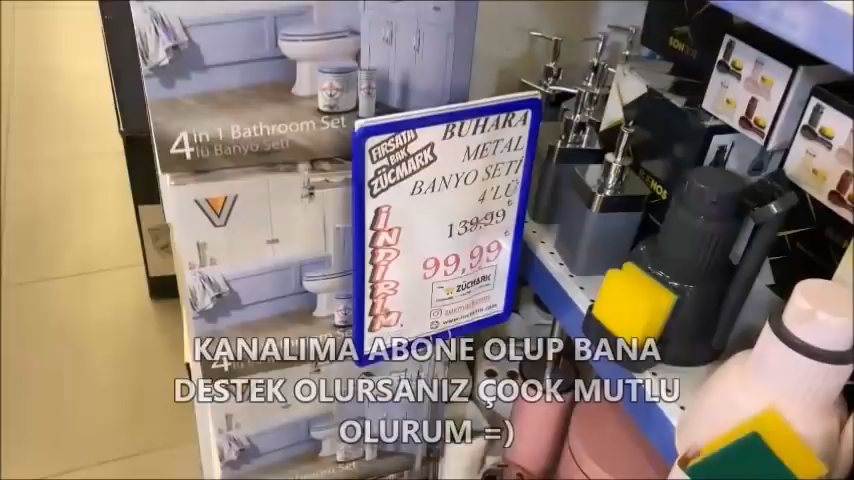 4 in 1 Bathroom Set
lü Banyo Seti
FIRSATA
BAK
ZÜCMARK
BUHARA
METAL
BANYO SETİ
4'LÜ
139.99
99,99
İNDİRİM
ZÜCMARK
KANALIMA ABONE OLUP BANA
DESTEK OLURSANIZ ÇOOK MUTLU
OLURUM =)